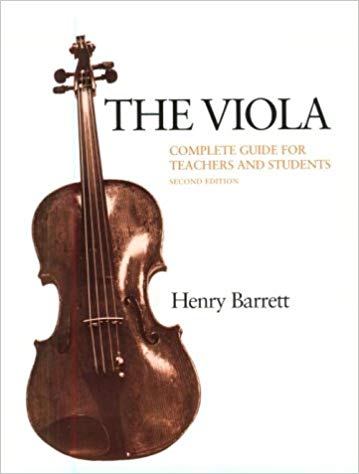 THE VIOLA
COMPLETE GUIDE FOR
TEACHERS AND STUDENTS
SECOND EDITION
Henry Barrett